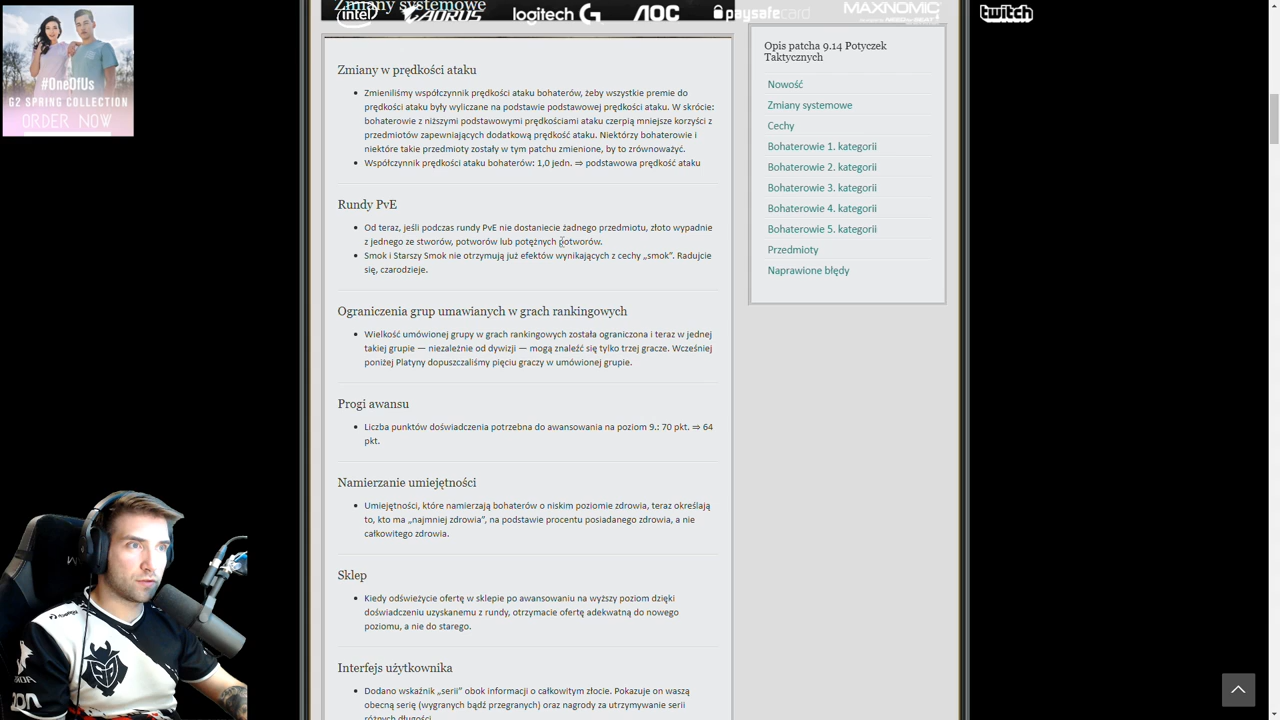 Zmiany systemowe
intel
AORUS
logitech G
AOC
paysafecard
MAXNOMIC
twitch
#OneOfUs
G2 SPRING COLLECTION
ORDER NOW
Zmiany w prędkości ataku
Zmieniliśmy współczynnik prędkości ataku bohaterów, żeby wszystkie premie do
prędkości ataku były wyliczane na podstawie podstawowej prędkości ataku. W skrócie:
bohaterowie z niższymi podstawowymi prędkościami ataku czerpią mniejsze korzyści z
przedmiotów zapewniających dodatkową prędkość ataku. Niektórzy bohaterowie i
niektóre takie przedmioty zostały w tym patchu zmienione, by to zrównoważyć.
Współczynnik prędkości ataku bohaterów: 1,0 jedn. ⇒ podstawowa prędkość ataku
Rundy PvE
Od teraz, jeśli podczas rundy PvE nie dostaniecie żadnego przedmiotu, złoto wypadnie
z jednego ze stworów, potworów lub potężnych potworów.
Smok i Starszy Smok nie otrzymują już efektów wynikających z cechy „smok”. Radujcie
się, czarodzieje.
Ograniczenia grup umawianych w grach rankingowych
Wielkość umówionej grupy w grach rankingowych została ograniczona i teraz w jednej
takiej grupie — niezależnie od dywizji — mogą znaleźć się tylko trzej gracze. Wcześniej
poniżej Platyny dopuszczaliśmy pięciu graczy w umówionej grupie.
Progi awansu
Liczba punktów doświadczenia potrzebna do awansowania na poziom 9.: 70 pkt. ⇒ 64
pkt.
Namierzanie umiejętności
Umiejętności, które namierzają bohaterów o niskim poziomie zdrowia, teraz określają
to, kto ma „najmniej zdrowia”, na podstawie procentu posiadanego zdrowia, a nie
całkowitego zdrowia.
Sklep
Kiedy odświeżycie ofertę w sklepie po awansowaniu na wyższy poziom dzięki
doświadczeniu uzyskanemu z rundy, otrzymacie ofertę adekwatną do nowego
poziomu, a nie do starego.
Interfejs użytkownika
Dodano wskaźnik „serii” obok informacji o całkowitym złocie. Pokazuje on waszą
obecną serię (wygranych bądź przegranych) oraz nagrody za utrzymywanie serii
różnych długości.
Opis patcha 9.14 Potyczek
Taktycznych
Nowość
Zmiany systemowe
Cechy
Bohaterowie 1. kategorii
Bohaterowie 2. kategorii
Bohaterowie 3. kategorii
Bohaterowie 4. kategorii
Bohaterowie 5. kategorii
Przedmioty
Naprawione błędy